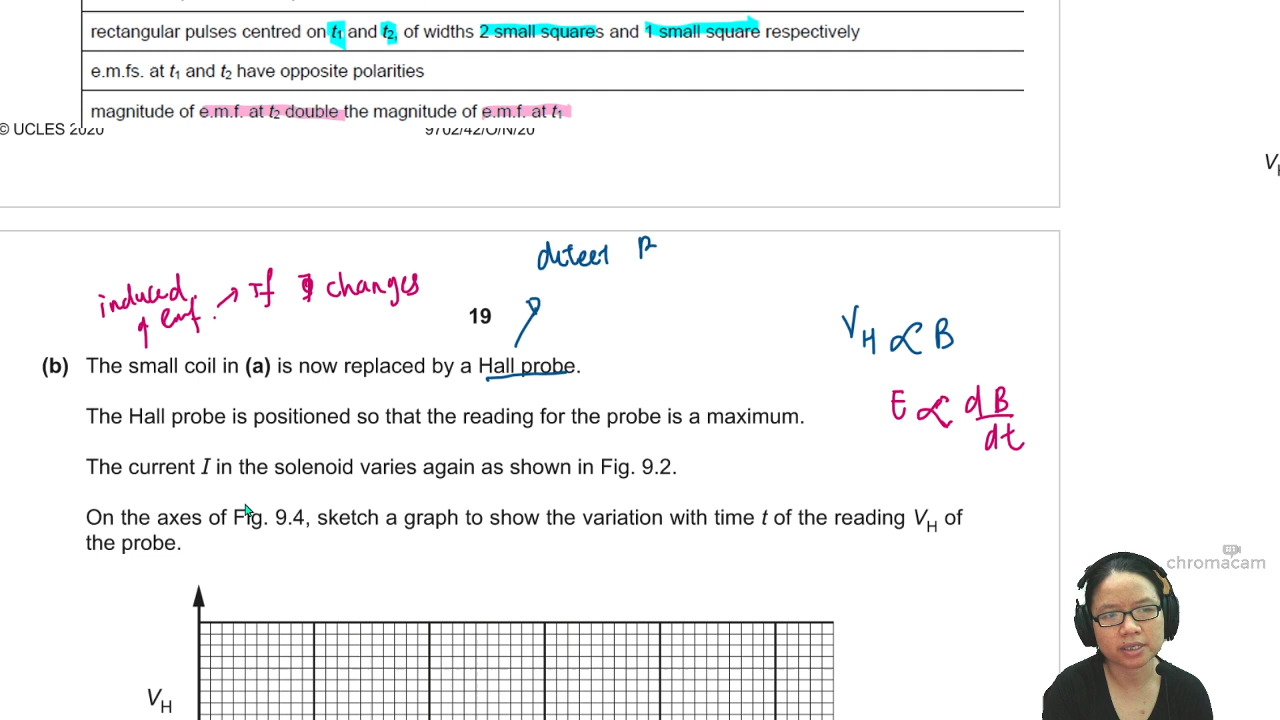 rectangular pulses centred on t1 and t2, of widths 2 small squares and 1 small square respectively
e.m.fs. at t1 and t2 have opposite polarities
magnitude of e.m.f. at t2 double the magnitude of e.m.f. at t1
© UCLES 2020
9702/42/O/N/20
VH
detect B
induced emf. → If Φ changes
19
VH ∝ B
(b) The small coil in (a) is now replaced by a Hall probe.
The Hall probe is positioned so that the reading for the probe is a maximum.
E ∝ dB/dt
The current I in the solenoid varies again as shown in Fig. 9.2.
On the axes of Fig. 9.4, sketch a graph to show the variation with time t of the reading VH of
the probe.
chromacam
VH